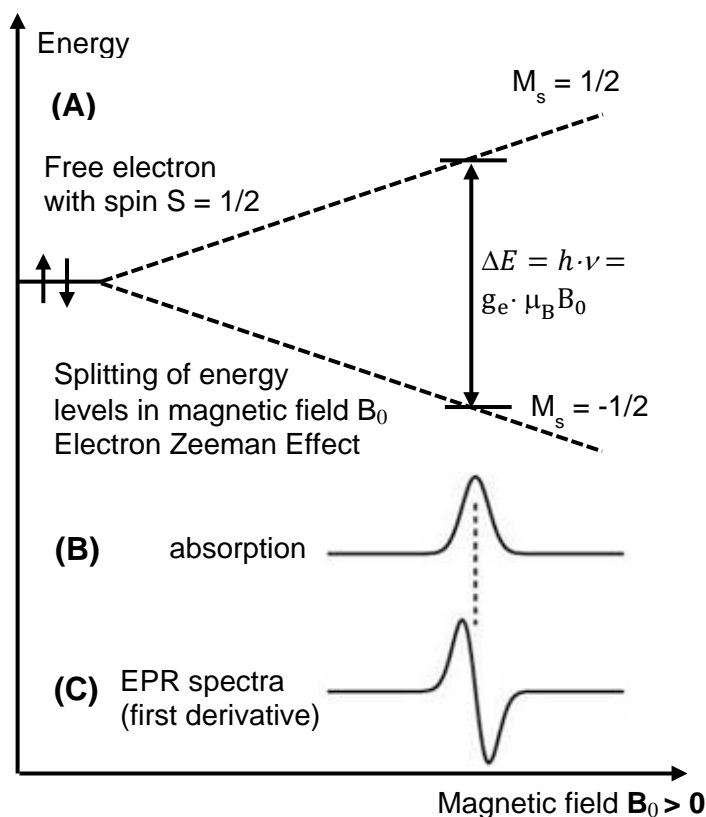 Energy
(A)
M_s = 1/2
Free electron
with spin S = 1/2
ΔE = h·ν =
g_e· μ_B B_0
Splitting of energy
levels in magnetic field B_0
Electron Zeeman Effect
M_s = -1/2
(B) absorption
(C) EPR spectra
(first derivative)
Magnetic field B_0 > 0